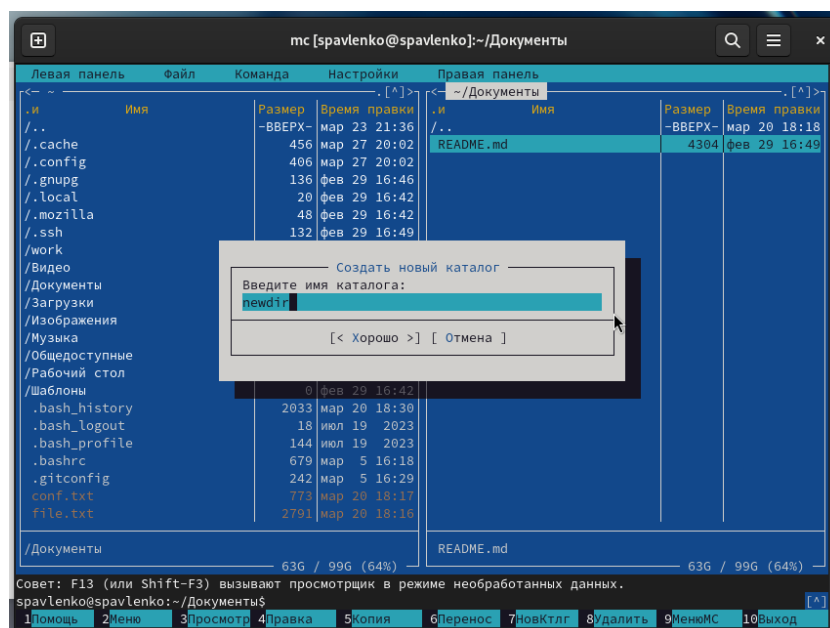 mc [spavlenko@spavlenko]:~/Документы
Левая панель Файл Команда Настройки Правая панель
<— ~ .[^]> <— ~/Документы .[^]>
.и Имя Размер Время правки .и Имя Размер Время правки
/.. -ВВЕРХ- мар 23 21:36 /.. -ВВЕРХ- мар 20 18:18
/.cache 456 мар 27 20:02 README.md 4304 фев 29 16:49
/.config 406 мар 27 20:02
/.gnupg 136 фев 29 16:46
/.local 20 фев 29 16:42
/.mozilla 48 фев 29 16:42
/.ssh 132 фев 29 16:49
/work
/Видео
/Документы
/Загрузки
/Изображения
/Музыка
/Общедоступные
/Рабочий стол
/Шаблоны 0 фев 29 16:42
.bash_history 2033 мар 20 18:30
.bash_logout 18 июл 19 2023
.bash_profile 144 июл 19 2023
.bashrc 679 мар 5 16:18
.gitconfig 242 мар 5 16:29
conf.txt 773 мар 20 18:17
file.txt 2791 мар 20 18:16
Создать новый каталог
Введите имя каталога:
newdir
[< Хорошо >] [ Отмена ]
/Документы README.md
63G / 99G (64%) 63G / 99G (64%)
Совет: F13 (или Shift-F3) вызывают просмотрщик в режиме необработанных данных.
spavlenko@spavlenko:~/Документы$ [^]
1Помощь 2Меню 3Просмотр 4Правка 5Копия 6Перенос 7НовКтлг 8Удалить 9МенюMC 10Выход